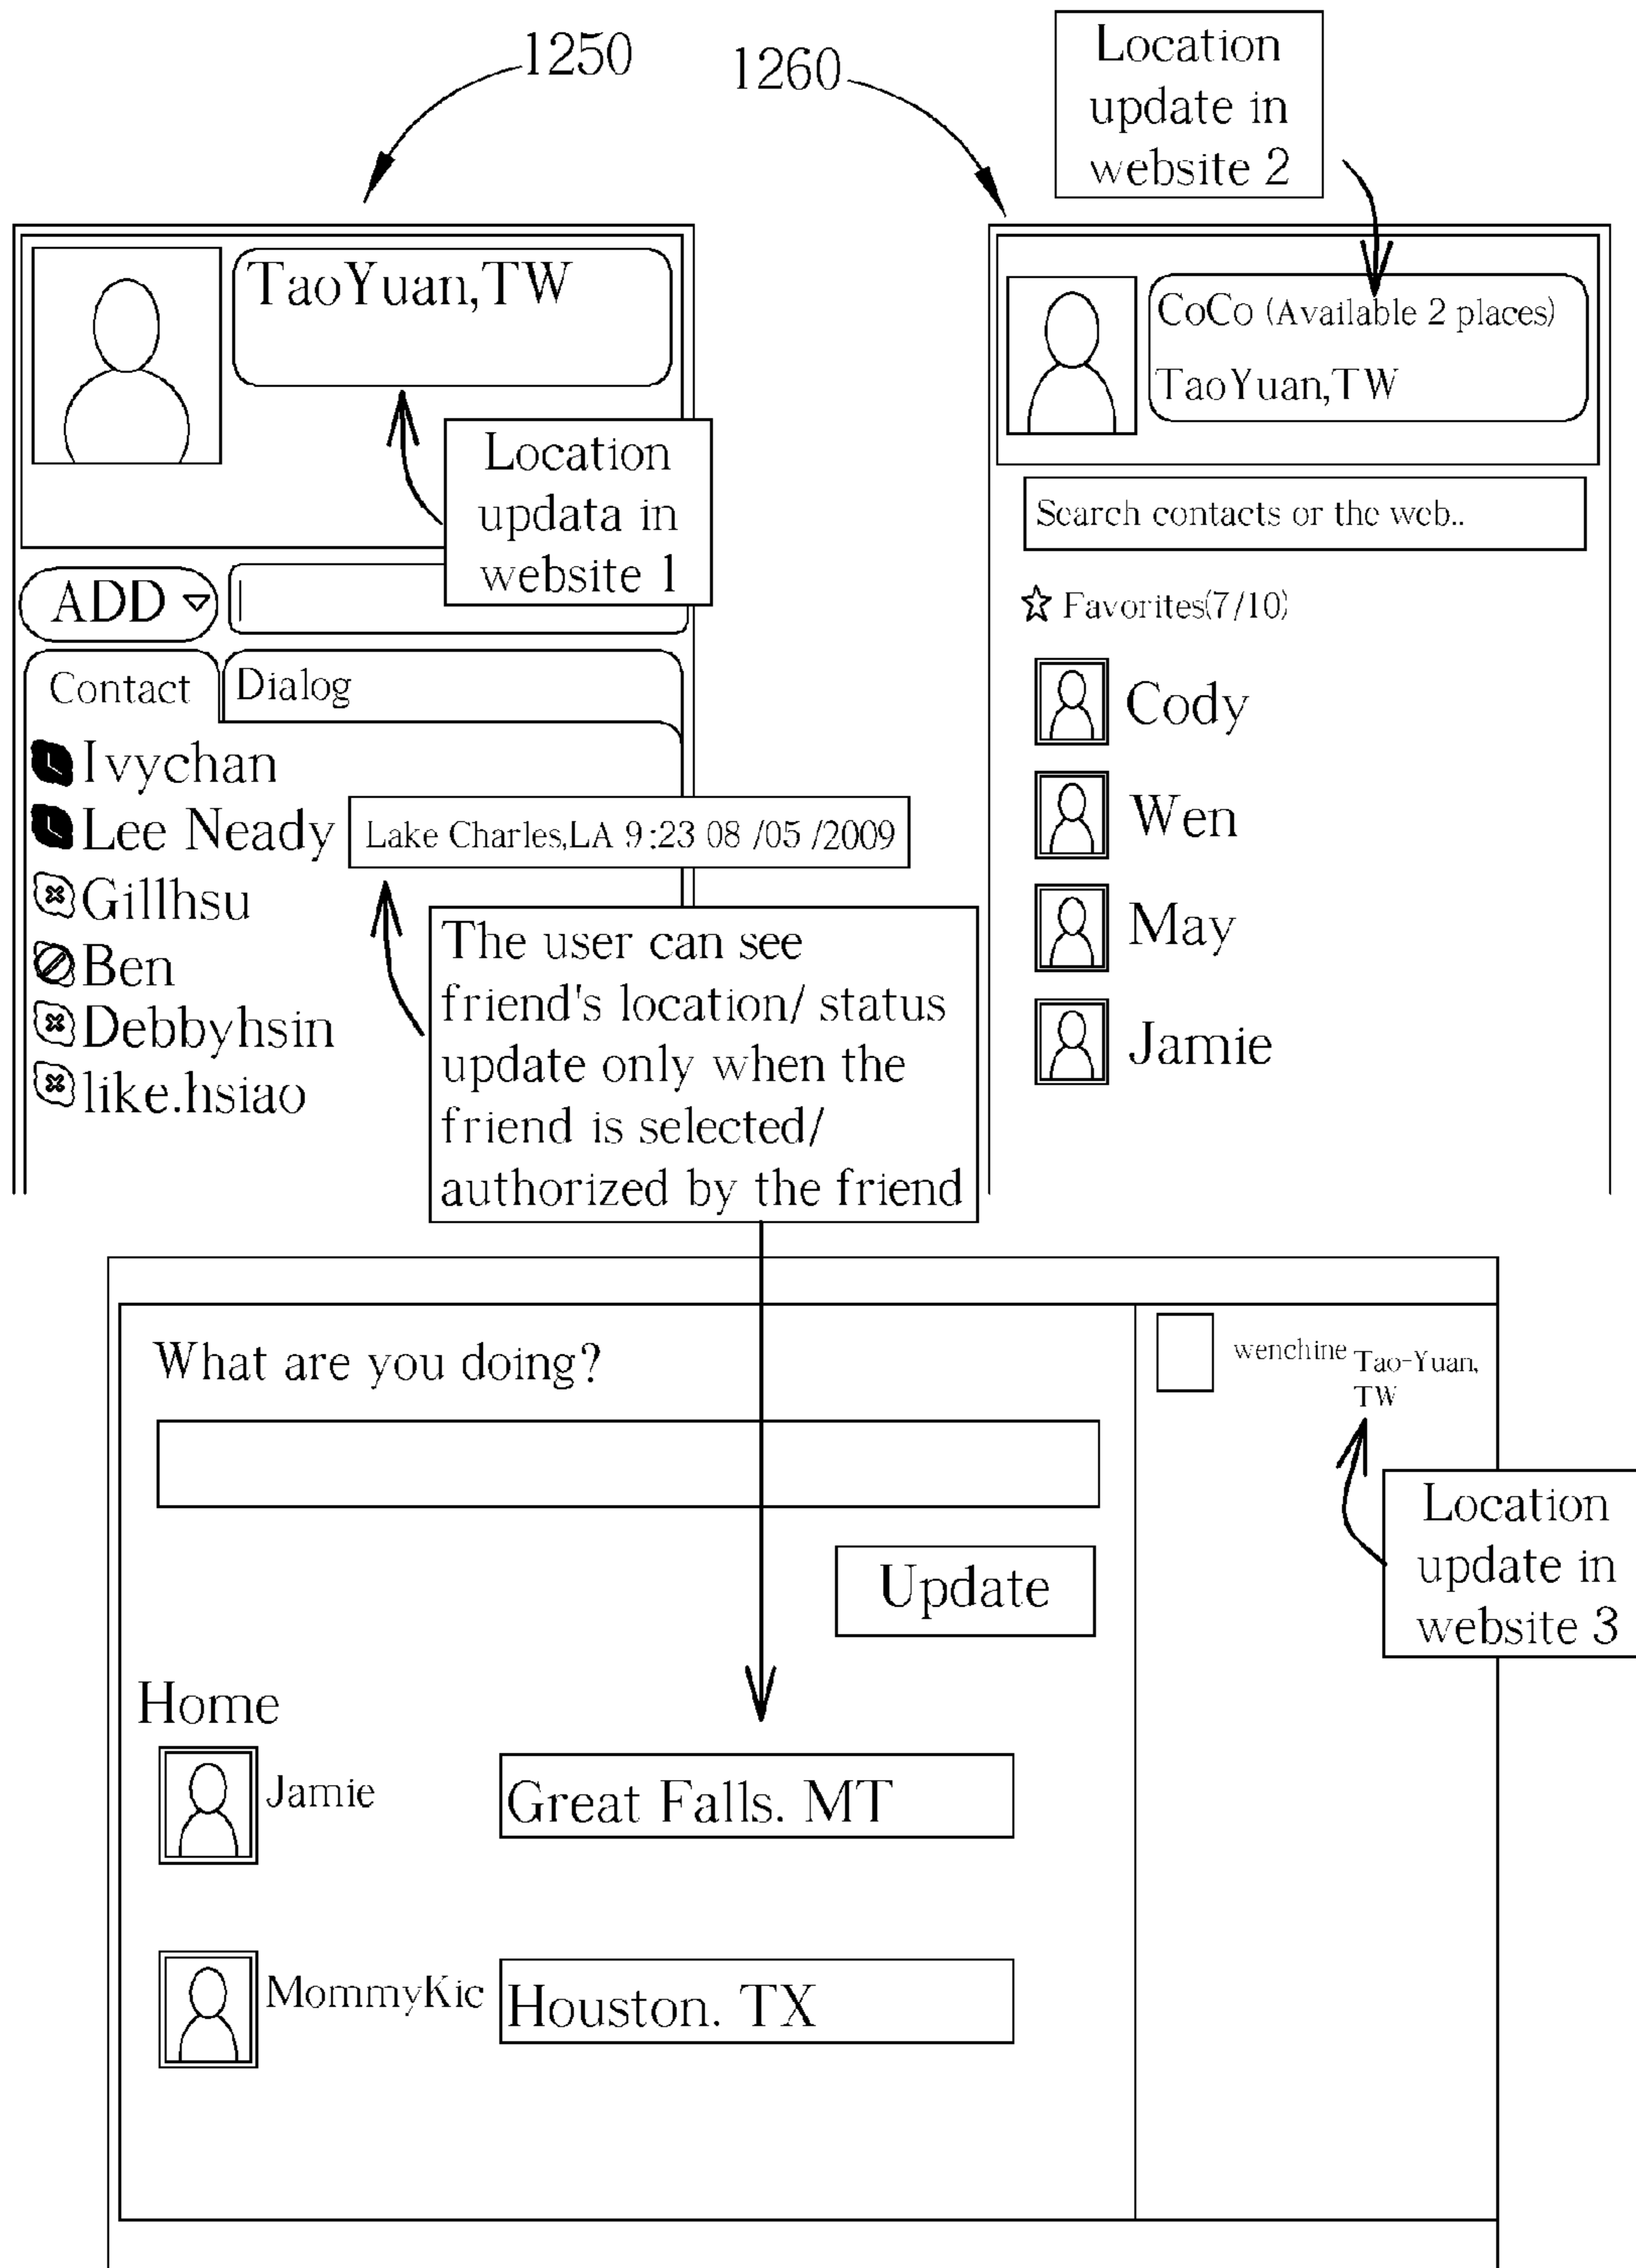 1250
1260
Location
update in
website 2
TaoYuan,TW
Location
updata in
website 1
ADD
Contact
Dialog
Ivychan
Lee Neady
Lake Charles,LA 9:23 08 /05 /2009
Gillhsu
Ben
Debbyhsin
like.hsiao
The user can see
friend's location/ status
update only when the
friend is selected/
authorized by the friend
CoCo (Available 2 places)
TaoYuan,TW
Search contacts or the web..
Favorites(7/10)
Cody
Wen
May
Jamie
What are you doing?
Update
Home
Jamie
Great Falls. MT
MommyKic
Houston. TX
wenchine Tao-Yuan,
TW
Location
update in
website 3